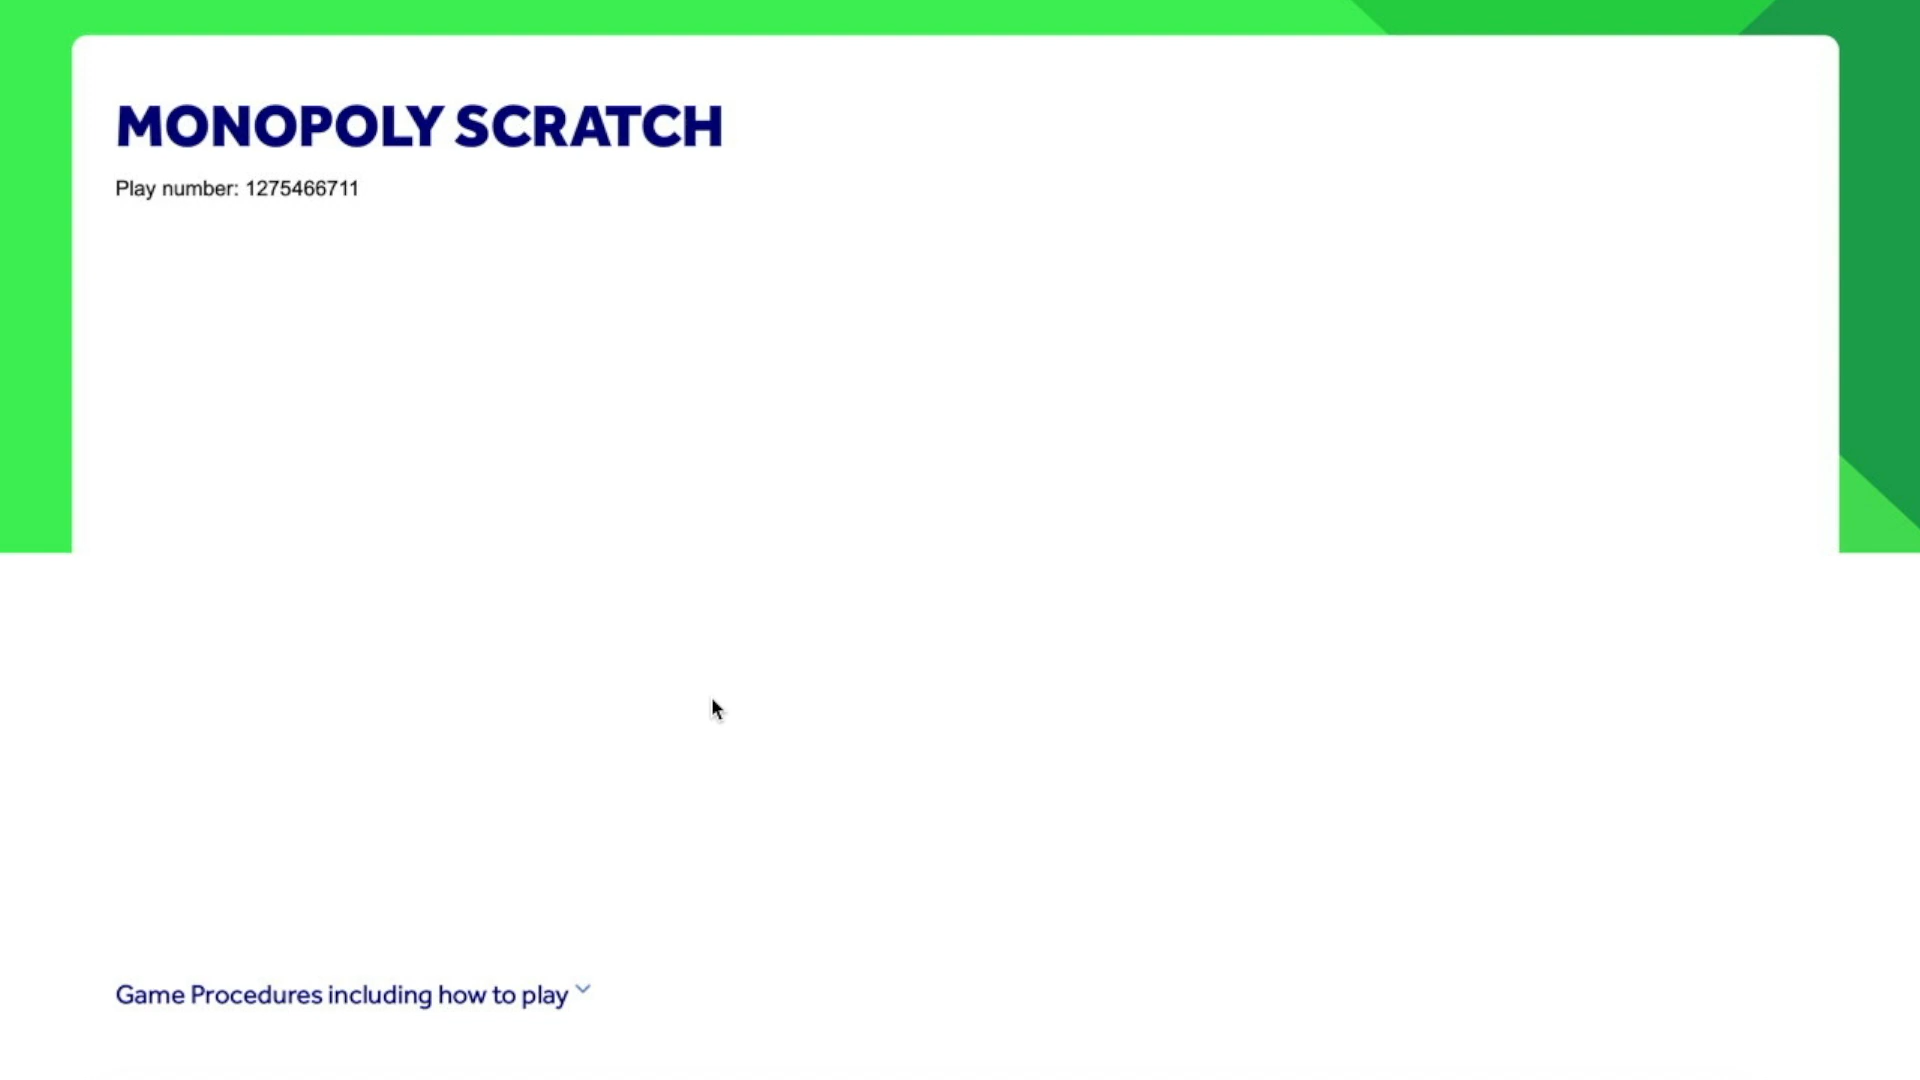 MONOPOLY SCRATCH
Play number: 1275466711
Game Procedures including how to play